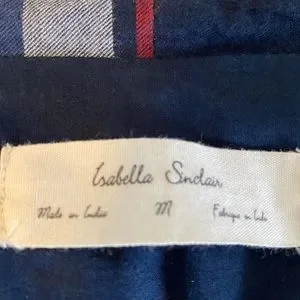 Isabella Sinclair
Made in India M Fabriqué en Inde